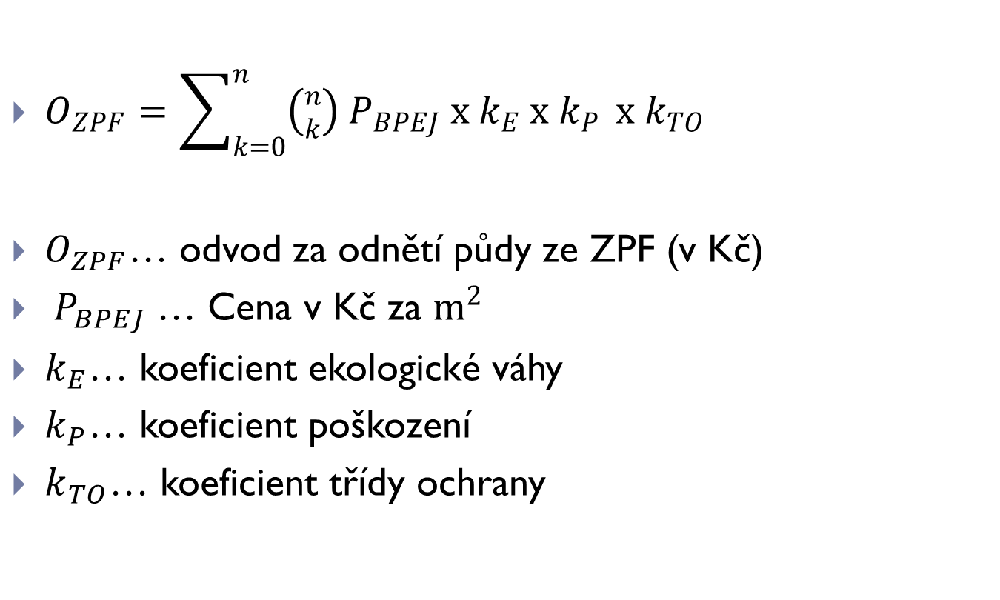 $O_{ZPF} = \sum_{k=0}^{n} \binom{n}{k} P_{BPEJ} \text{ x } k_E \text{ x } k_P \text{ x } k_{TO}$
$O_{ZPF}$… odvod za odnětí půdy ze ZPF (v Kč)
$P_{BPEJ}$ … Cena v Kč za $\text{m}^2$
$k_E$… koeficient ekologické váhy
$k_P$… koeficient poškození
$k_{TO}$… koeficient třídy ochrany